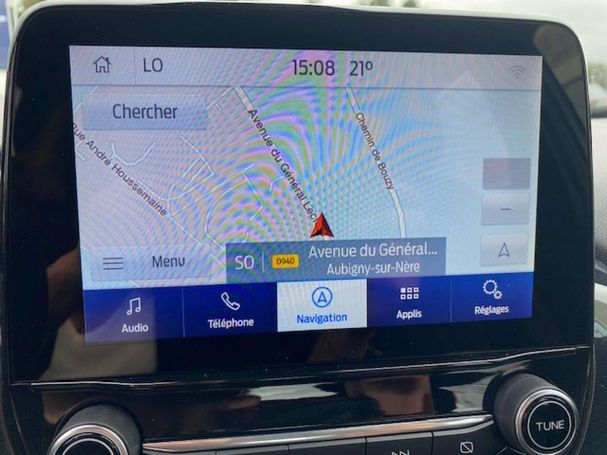 LO
15:08 21°
Chercher
Rue André Houssemaine
Avenue du Général Lecl
Chemin de Bouzy
Menu
SO
D940
Avenue du Général...
Aubigny-sur-Nère
Audio
Téléphone
Navigation
Applis
Réglages
TUNE